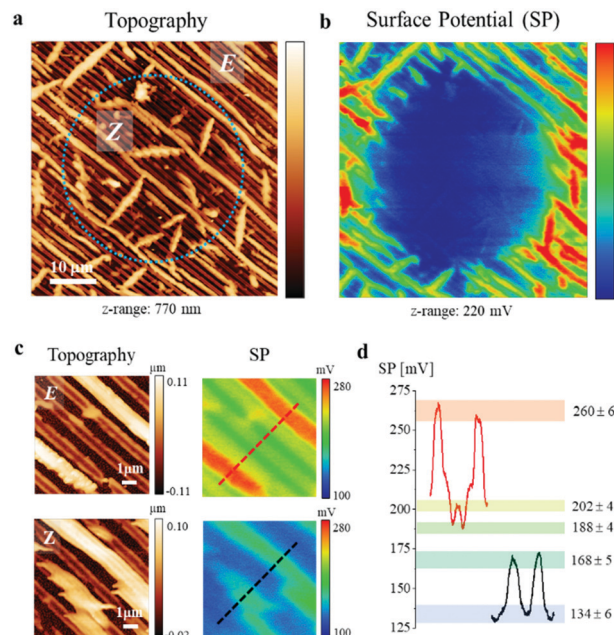 a
Topography
b
Surface Potential (SP)
E
Z
10 μm
z-range: 770 nm
z-range: 220 mV
c
Topography
SP
d
μm
mV
SP [mV]
E
0.11
280
1μm
-0.11
100
μm
mV
Z
0.10
280
1μm
100
275
250
225
200
175
150
125
260 ± 6
202 ± 4
188 ± 4
168 ± 5
134 ± 6